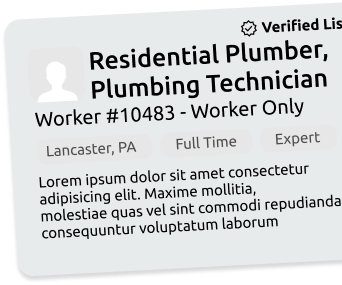 Verified Lis
Residential Plumber,
Plumbing Technician
Worker #10483 - Worker Only
Lancaster, PA Full Time Expert
Lorem ipsum dolor sit amet consectetur
adipisicing elit. Maxime mollitia,
molestiae quas vel sint commodi repudianda
consequuntur voluptatum laborum